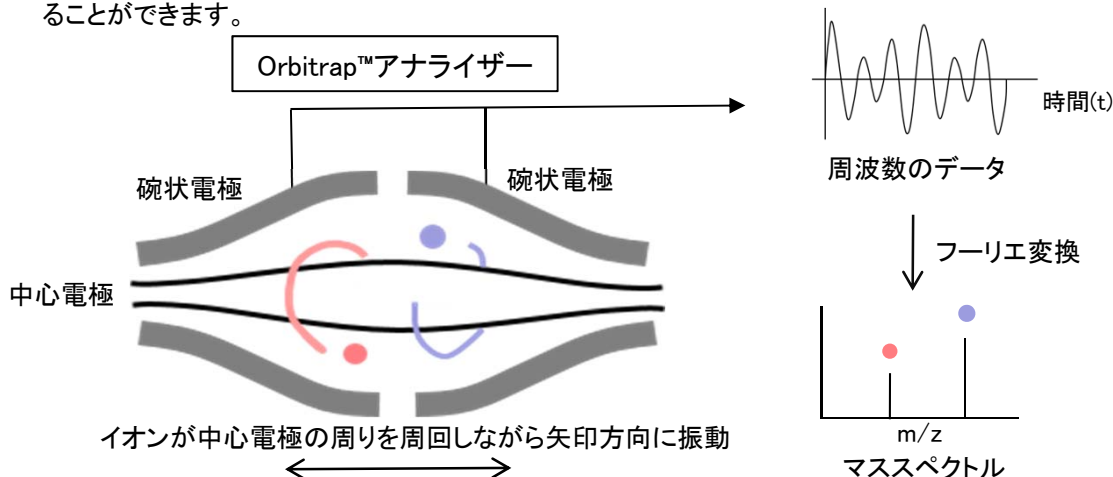 ることができます。
Orbitrap™アナライザー
碗状電極
碗状電極
中心電極
イオンが中心電極の周りを周回しながら矢印方向に振動
時間(t)
周波数のデータ
フーリエ変換
m/z
マススペクトル